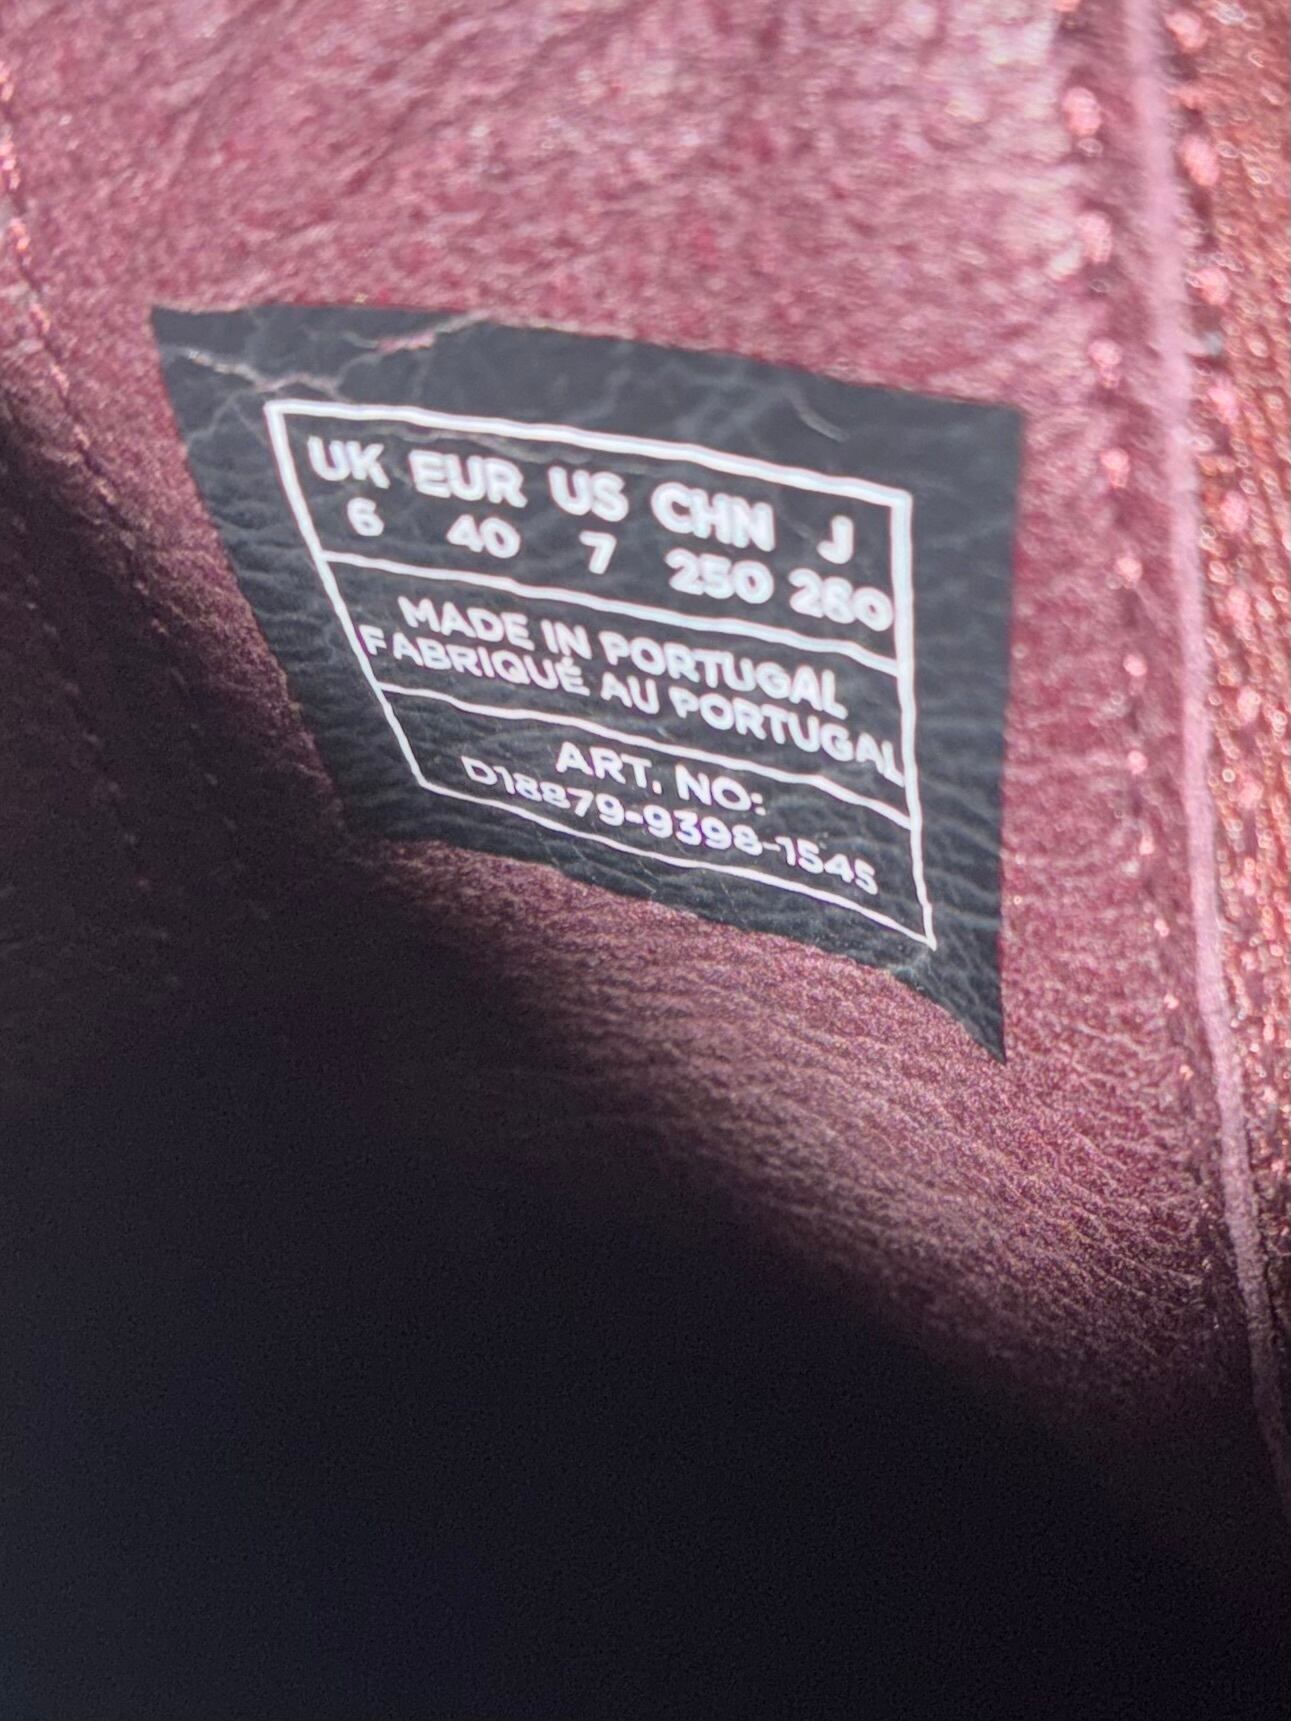 UK EUR US CHN J
6 40 7 250 260
MADE IN PORTUGAL
FABRIQUÉ AU PORTUGAL
ART. NO:
D18879-9398-1545